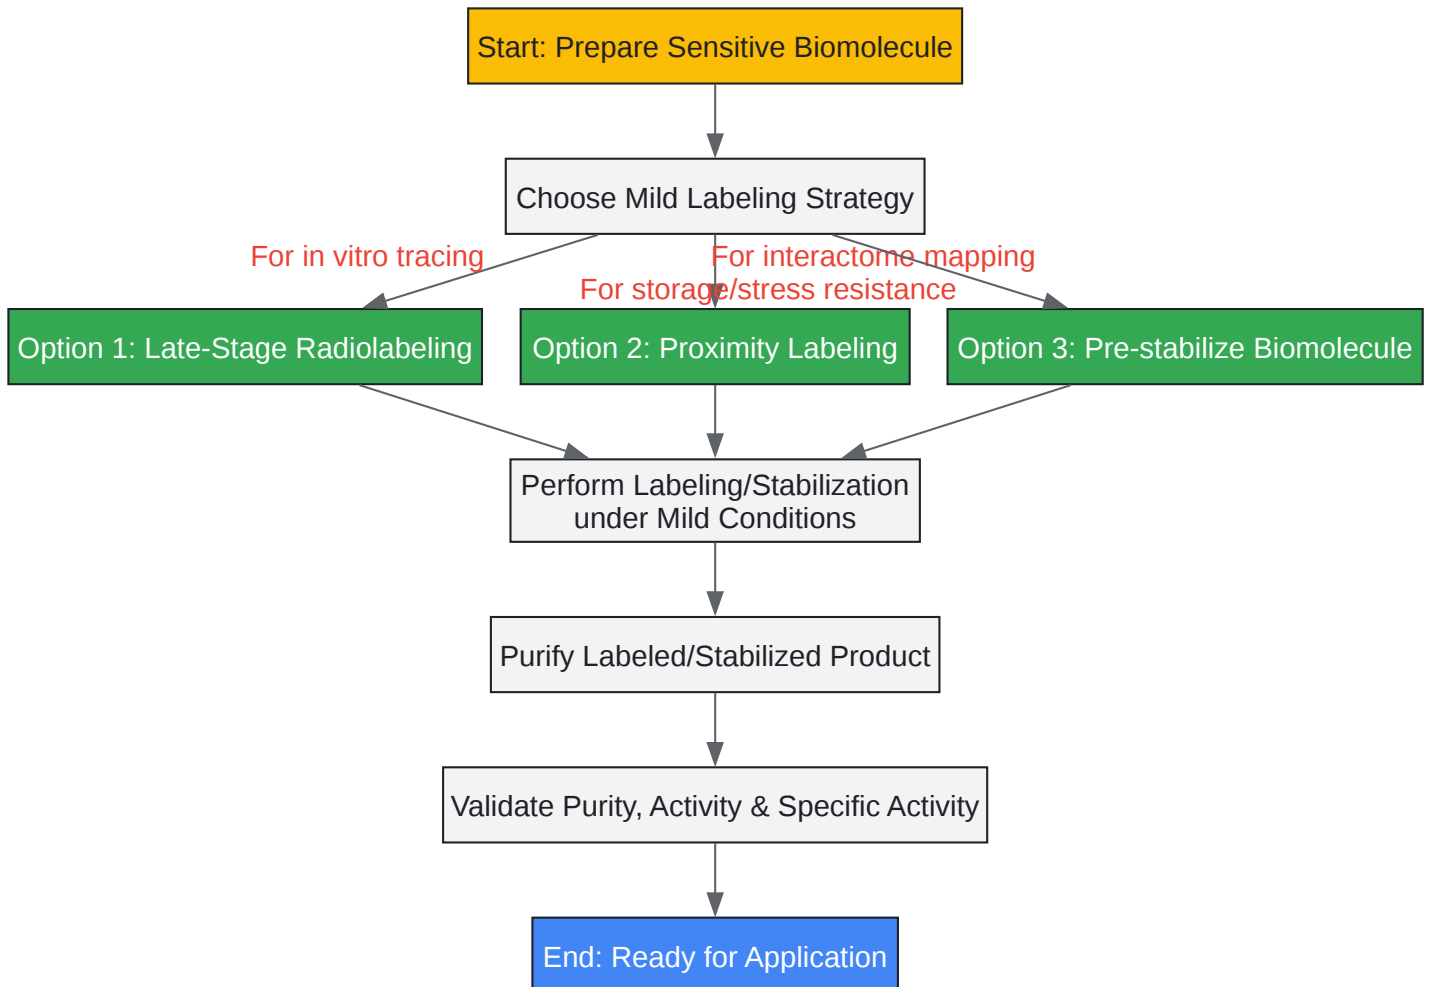 Start: Prepare Sensitive Biomolecule
Choose Mild Labeling Strategy
For in vitro tracing
For interactome mapping
For storage/stress resistance
Option 1: Late-Stage Radiolabeling
Option 2: Proximity Labeling
Option 3: Pre-stabilize Biomolecule
Perform Labeling/Stabilization
under Mild Conditions
Purify Labeled/Stabilized Product
Validate Purity, Activity & Specific Activity
End: Ready for Application